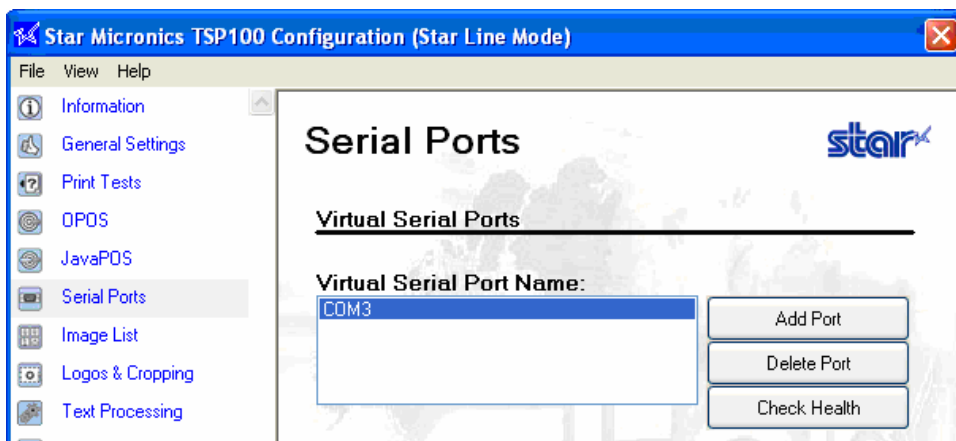 Star Micronics TSP100 Configuration (Star Line Mode)
File View Help
Information
General Settings
Print Tests
OPOS
JavaPOS
Serial Ports
Image List
Logos & Cropping
Text Processing
Serial Ports
star
Virtual Serial Ports
Virtual Serial Port Name:
COM3
Add Port
Delete Port
Check Health